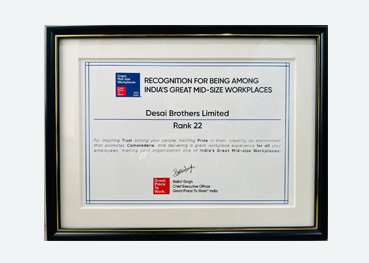 Great
Mid-size
Workplaces
RECOGNITION FOR BEING AMONG
INDIA'S GREAT MID-SIZE WORKPLACES
Desai Brothers Limited
Rank 22
For inspiring Trust among your people, instilling Pride in them, creating an environment
that promotes Camaraderie, and delivering a great workplace experience for all your
employees, making your organization one of India's Great Mid-size Workplaces.
Balbir Singh
Chief Executive Officer
Great Place To Work® India
Great
Place
To
Work.